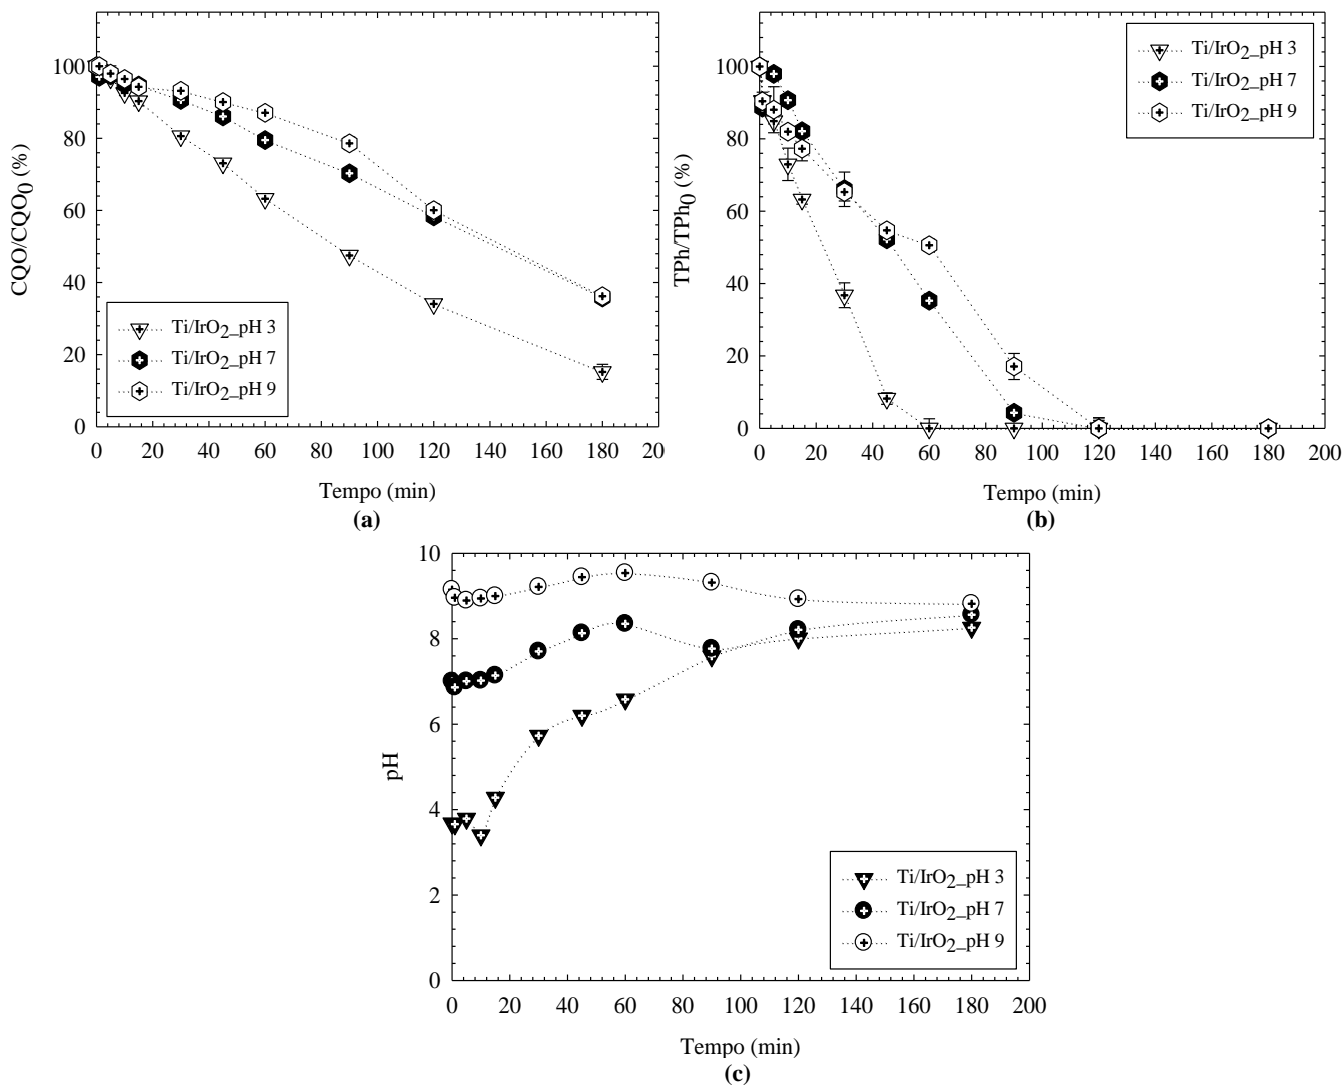 CQO/CQO0 (%)
100
80
60
40
20
0
Ti/IrO2_pH 3
Ti/IrO2_pH 7
Ti/IrO2_pH 9
0 20 40 60 80 100 120 140 160 180 20
Tempo (min)
(a)
TPh/TPh0 (%)
100
80
60
40
20
0
Ti/IrO2_pH 3
Ti/IrO2_pH 7
Ti/IrO2_pH 9
0 20 40 60 80 100 120 140 160 180 200
Tempo (min)
(b)
pH
10
8
6
4
2
0
Ti/IrO2_pH 3
Ti/IrO2_pH 7
Ti/IrO2_pH 9
0 20 40 60 80 100 120 140 160 180 200
Tempo (min)
(c)